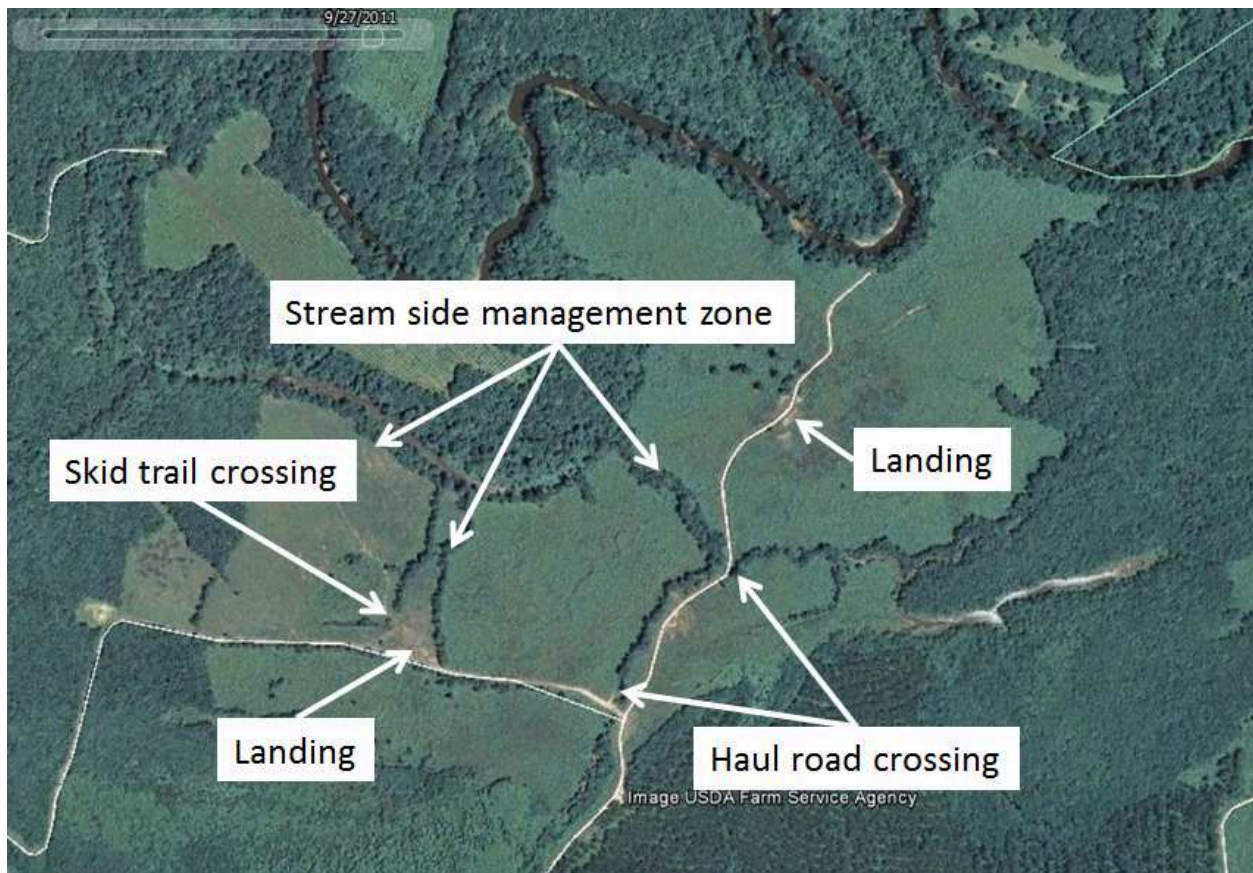 9/27/2011
Stream side management zone
Skid trail crossing
Landing
Landing
Haul road crossing
Image USDA Farm Service Agency